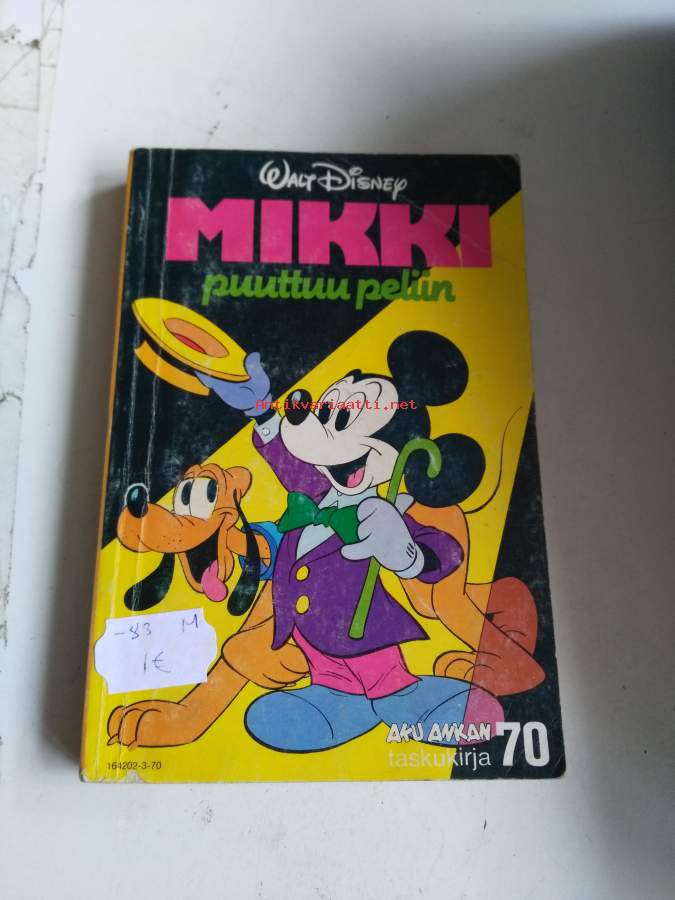 WALT DISNEY
MIKKI
puuttuu peliin
Antikvariaatti.net
-83 M
1€
AKU ANKAN
taskukirja 70
164202-3-70